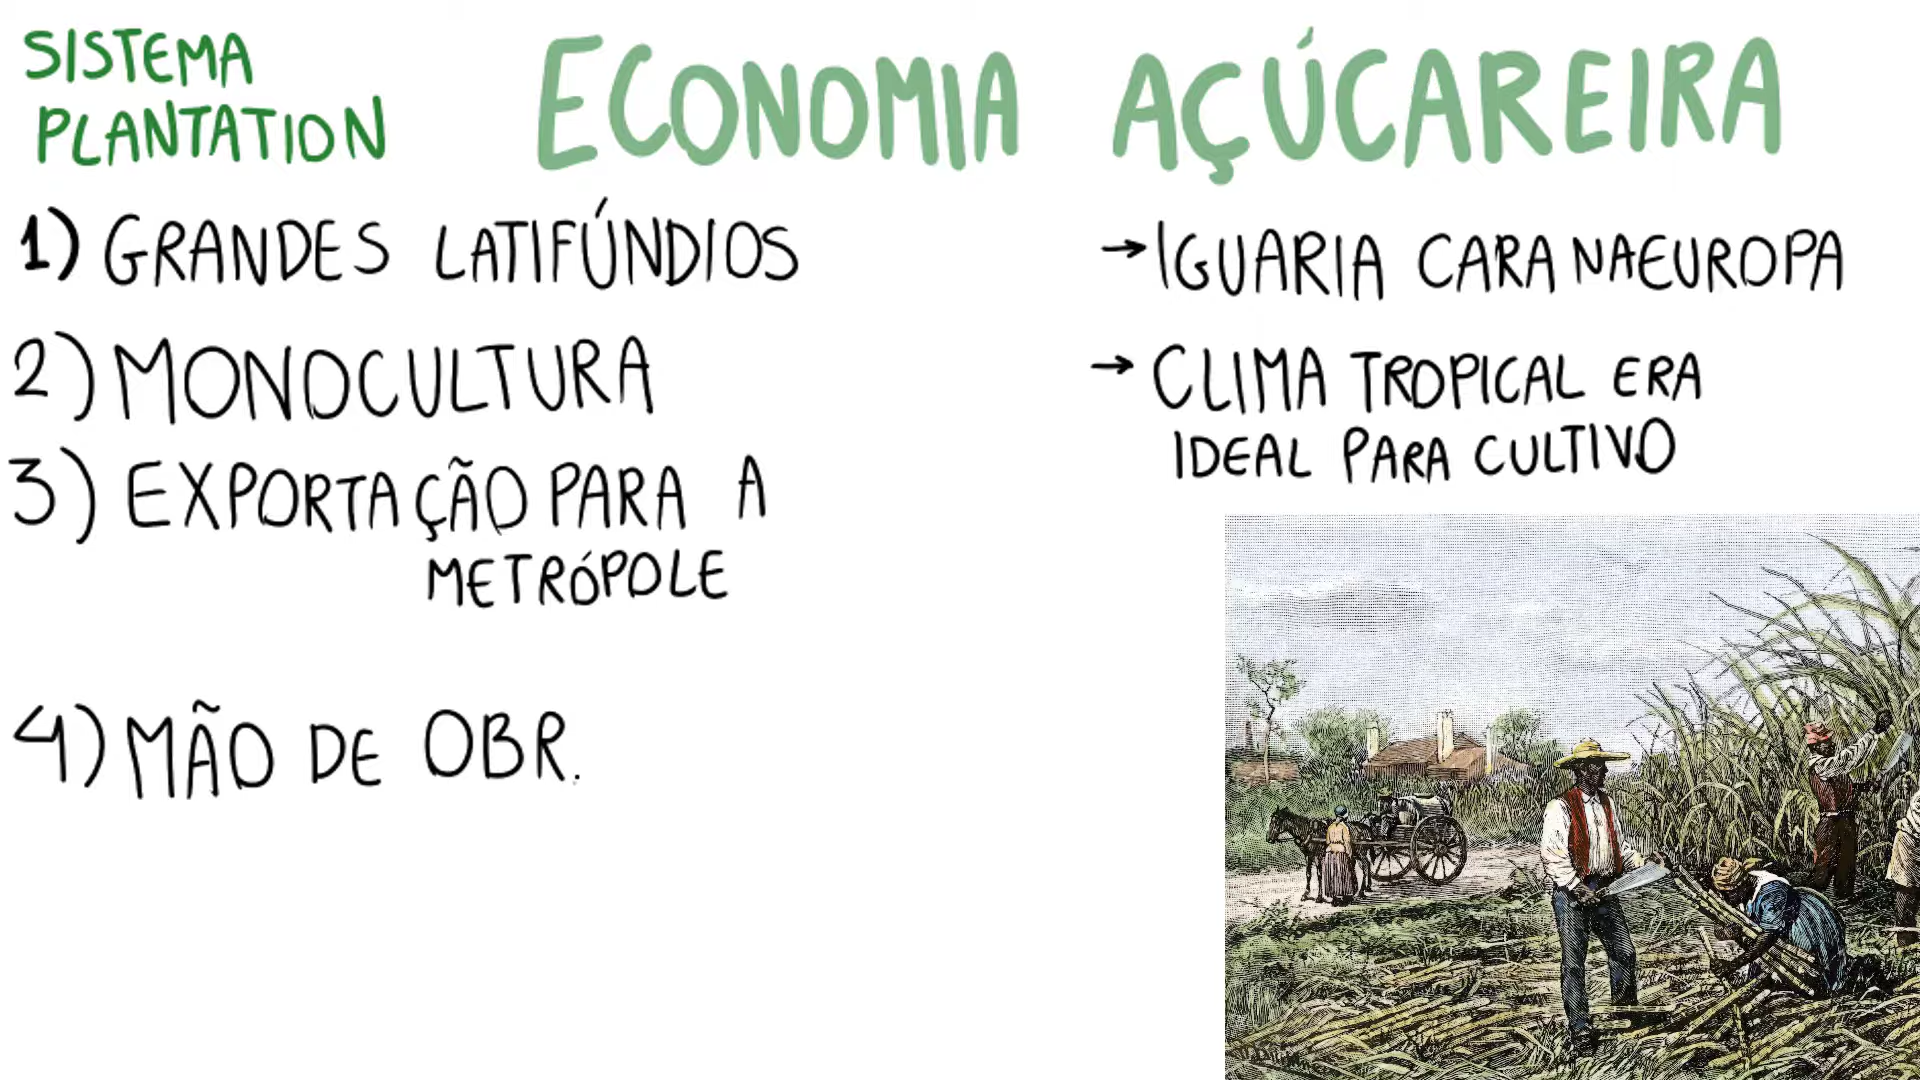 SISTEMA
PLANTATION
ECONOMIA AÇÚCAREIRA
1) GRANDES LATIFÚNDIOS
2) MONOCULTURA
3) EXPORTAÇÃO PARA A
METRÓPOLE
4) MÃO DE OBR.
→ IGUARIA CARA NA EUROPA
→ CLIMA TROPICAL ERA
IDEAL PARA CULTIVO